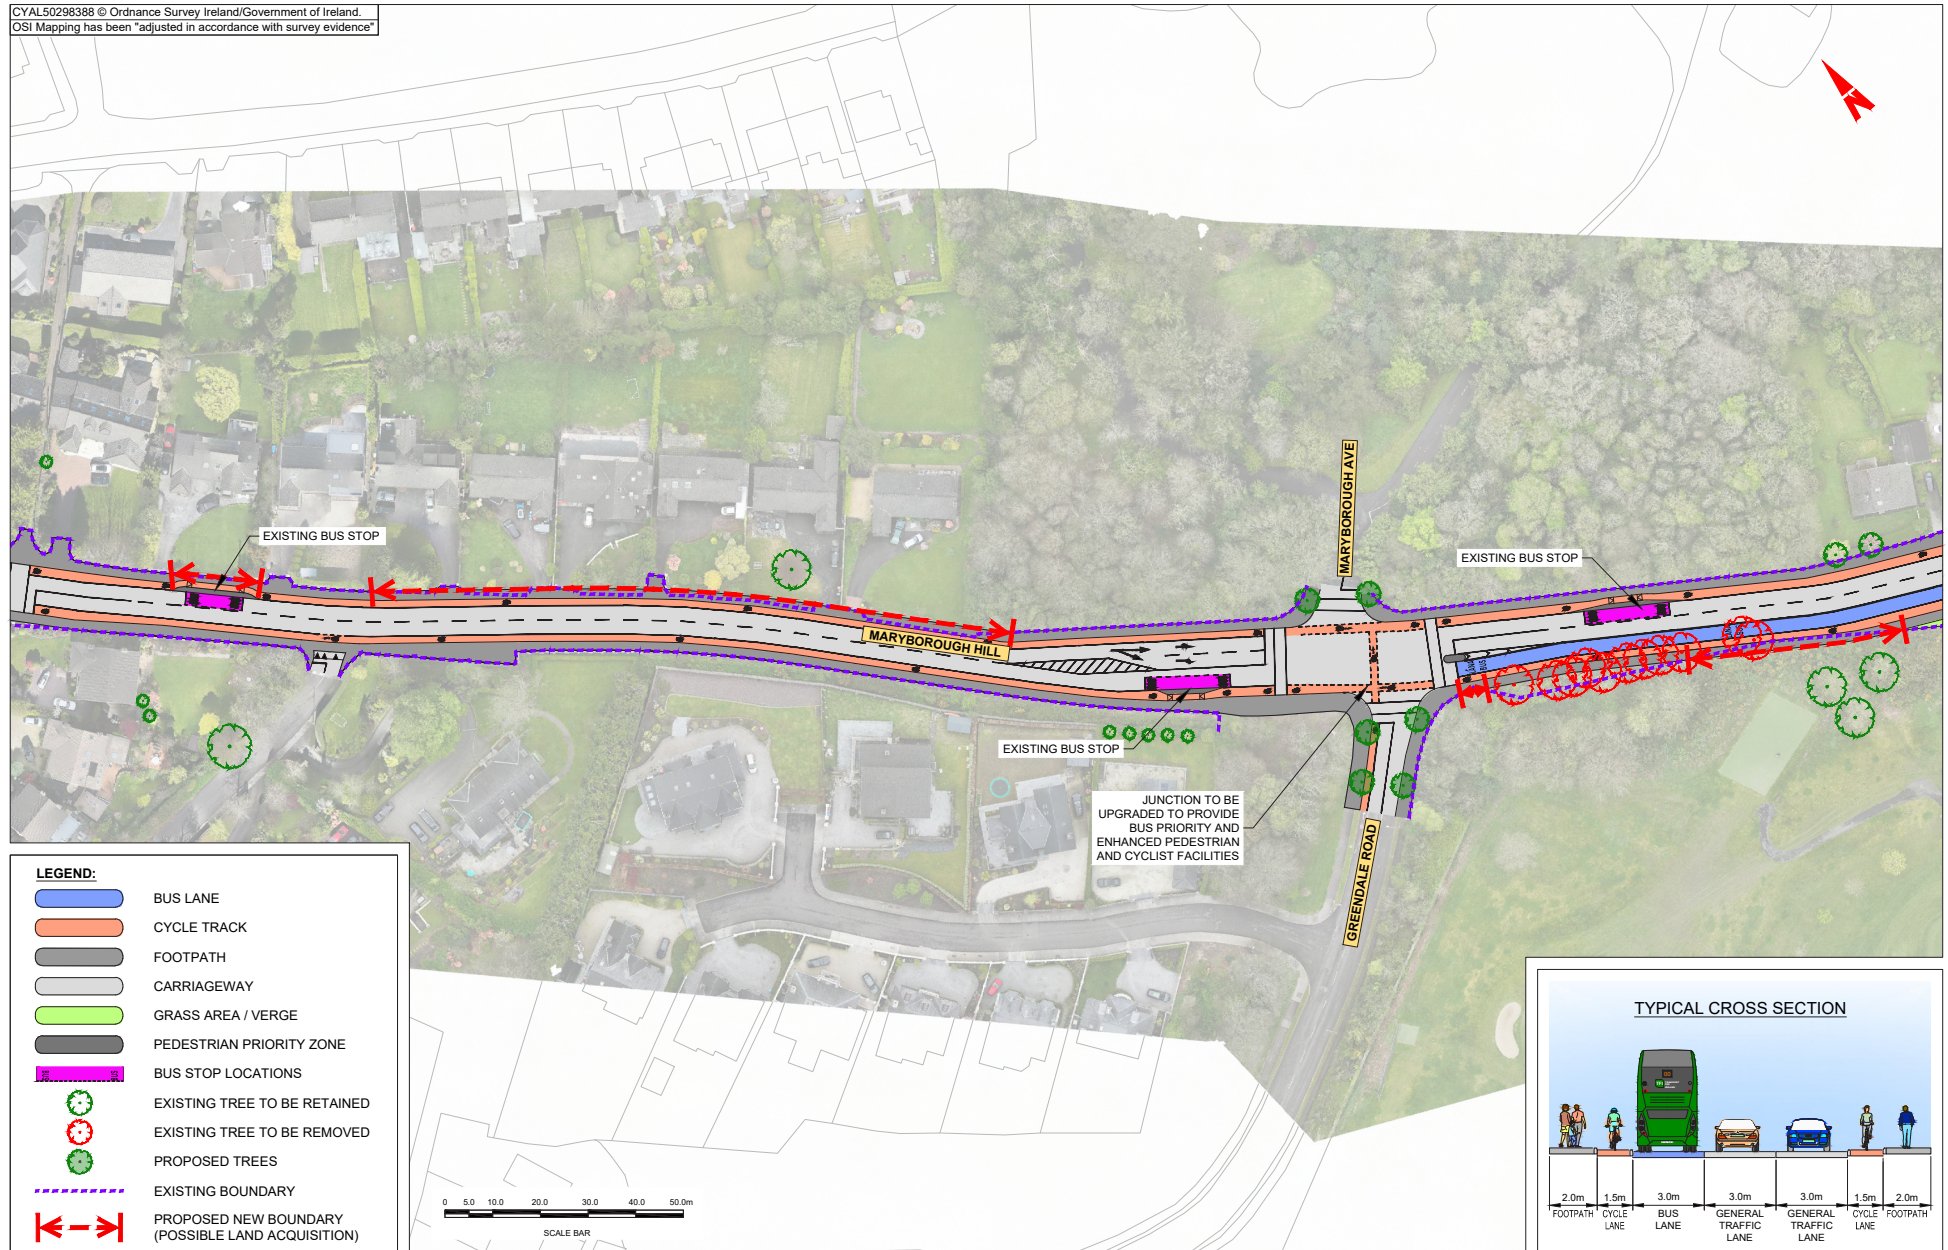 CYAL50298388 © Ordnance Survey Ireland/Government of Ireland.
OSI Mapping has been "adjusted in accordance with survey evidence"
N
EXISTING BUS STOP
MARYBOROUGH AVE
EXISTING BUS STOP
MARYBOROUGH HILL
EXISTING BUS STOP
JUNCTION TO BE
UPGRADED TO PROVIDE
BUS PRIORITY AND
ENHANCED PEDESTRIAN
AND CYCLIST FACILITIES
GREENDALE ROAD
LEGEND:
BUS LANE
CYCLE TRACK
FOOTPATH
CARRIAGEWAY
GRASS AREA / VERGE
PEDESTRIAN PRIORITY ZONE
BUS STOP LOCATIONS
EXISTING TREE TO BE RETAINED
EXISTING TREE TO BE REMOVED
PROPOSED TREES
EXISTING BOUNDARY
PROPOSED NEW BOUNDARY
(POSSIBLE LAND ACQUISITION)
0 5.0 10.0 20.0 30.0 40.0 50.0m
SCALE BAR
TYPICAL CROSS SECTION
2.0m 1.5m 3.0m 3.0m 3.0m 1.5m 2.0m
FOOTPATH CYCLE LANE BUS LANE GENERAL TRAFFIC LANE GENERAL TRAFFIC LANE CYCLE LANE FOOTPATH